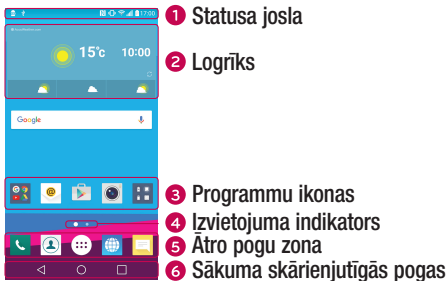 17:00
1 Statusa josla
15°c 10:00
2 Logrīks
Google
3 Programmu ikonas
4 Izvietojuma indikators
5 Ātro pogu zona
6 Sākuma skārienjutīgās pogas